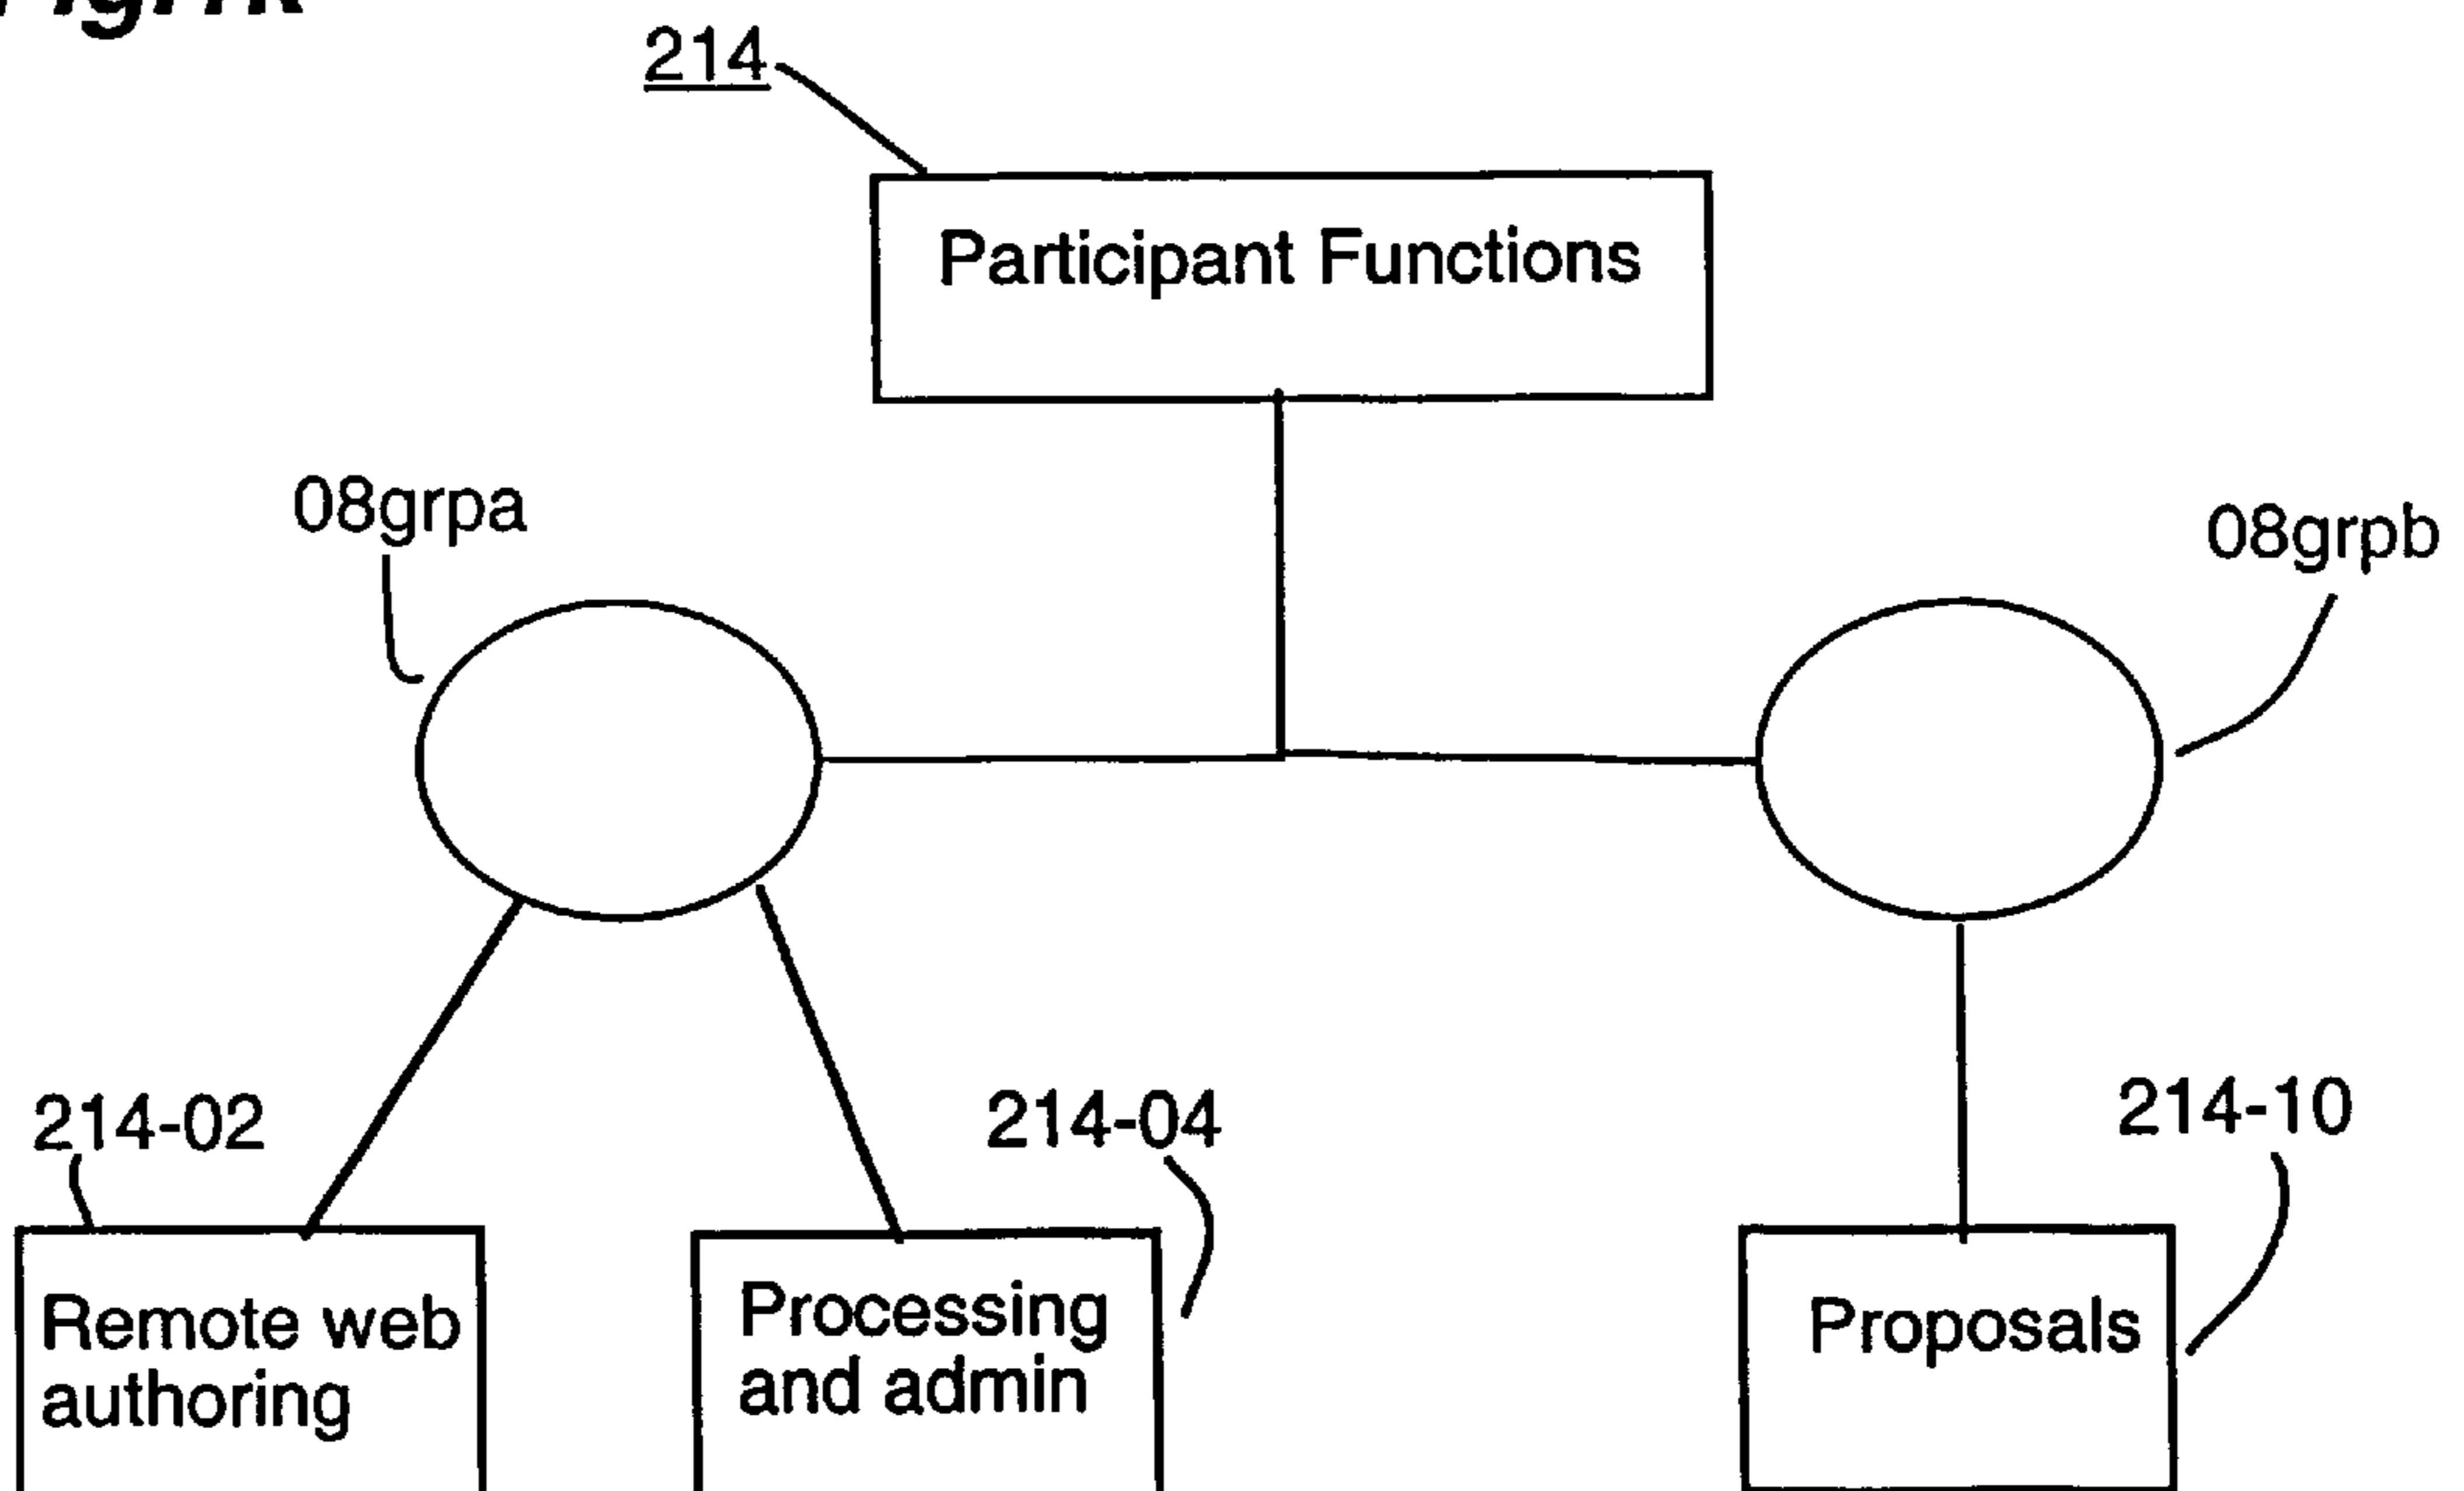 214
Participant Functions
08grpa
08grpb
214-02
214-04
214-10
Remote web
authoring
Processing
and admin
Proposals